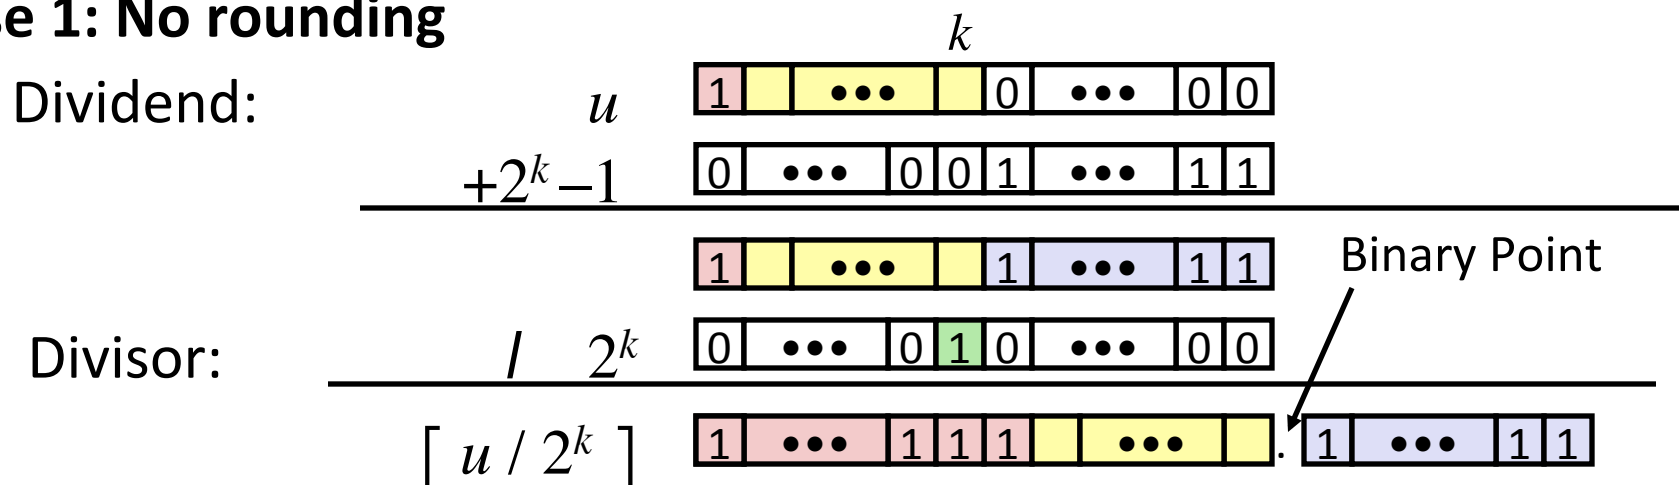 e 1: No rounding
k
Dividend: u 1 ••• 0 ••• 0 0
+2^k –1 0 ••• 0 0 1 ••• 1 1
1 ••• 1 ••• 1 1 Binary Point
Divisor: / 2^k 0 ••• 0 1 0 ••• 0 0
⌈ u / 2^k ⌉ 1 ••• 1 1 1 ••• . 1 ••• 1 1